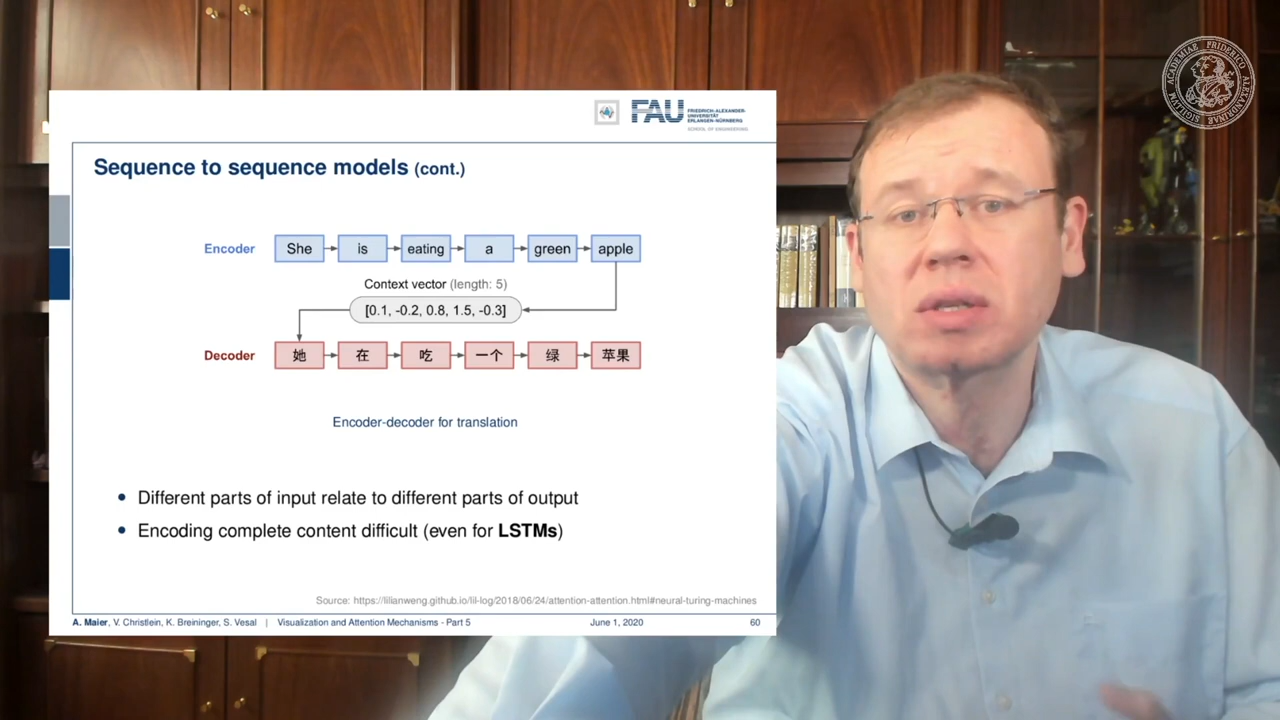 FAU
FRIEDRICH-ALEXANDER-
UNIVERSITÄT
ERLANGEN-NÜRNBERG
SCHOOL OF ENGINEERING
SIGILVM ACADEMIAE FRIDERICO ALEXANDRINAE
Sequence to sequence models (cont.)
Encoder She is eating a green apple
Context vector (length: 5)
[0.1, -0.2, 0.8, 1.5, -0.3]
Decoder 她 在 吃 一个 绿 苹果
Encoder-decoder for translation
• Different parts of input relate to different parts of output
• Encoding complete content difficult (even for LSTMs)
Source: https://lilianweng.github.io/lil-log/2018/06/24/attention-attention.html#neural-turing-machines
A. Maier, V. Christlein, K. Breininger, S. Vesal | Visualization and Attention Mechanisms - Part 5 June 1, 2020 60